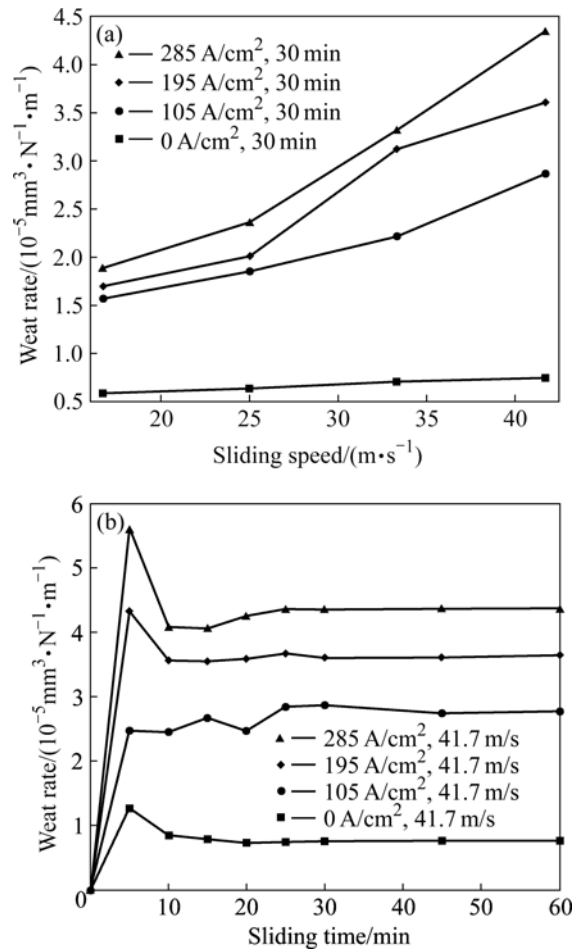 (a)
285 A/cm², 30 min
195 A/cm², 30 min
105 A/cm², 30 min
0 A/cm², 30 min
Weat rate/(10⁻⁵mm³•N⁻¹•m⁻¹)
4.5
4.0
3.5
3.0
2.5
2.0
1.5
1.0
0.5
20 25 30 35 40
Sliding speed/(m•s⁻¹)
(b)
Weat rate/(10⁻⁵mm³•N⁻¹•m⁻¹)
6
5
4
3
2
1
0
285 A/cm², 41.7 m/s
195 A/cm², 41.7 m/s
105 A/cm², 41.7 m/s
0 A/cm², 41.7 m/s
10 20 30 40 50 60
Sliding time/min